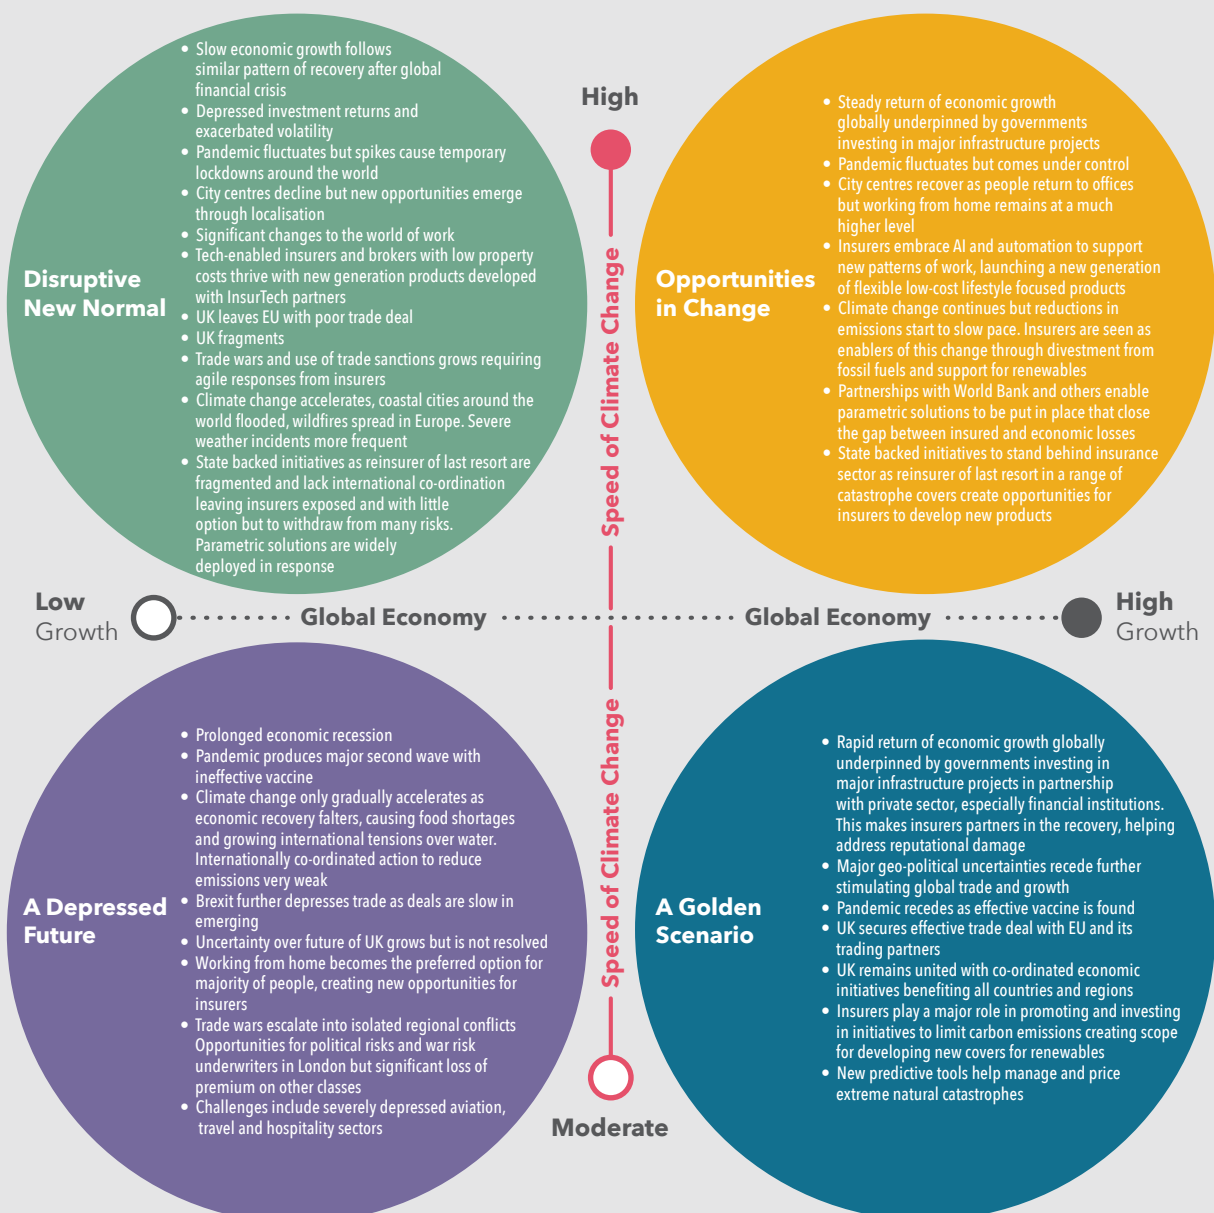 • Slow economic growth follows
similar pattern of recovery after global
financial crisis
• Depressed investment returns and
exacerbated volatility
• Pandemic fluctuates but spikes cause temporary
lockdowns around the world
• City centres decline but new opportunities emerge
through localisation
• Significant changes to the world of work
• Tech-enabled insurers and brokers with low property
costs thrive with new generation products developed
with InsurTech partners
• UK leaves EU with poor trade deal
• UK fragments
• Trade wars and use of trade sanctions grows requiring
agile responses from insurers
• Climate change accelerates, coastal cities around the
world flooded, wildfires spread in Europe. Severe
weather incidents more frequent
• State backed initiatives as reinsurer of last resort are
fragmented and lack international co-ordination
leaving insurers exposed and with little
option but to withdraw from many risks.
Parametric solutions are widely
deployed in response
Disruptive
New Normal
High
Speed of Climate Change
Opportunities
in Change
• Steady return of economic growth
globally underpinned by governments
investing in major infrastructure projects
• Pandemic fluctuates but comes under control
• City centres recover as people return to offices
but working from home remains at a much
higher level
• Insurers embrace AI and automation to support
new patterns of work, launching a new generation
of flexible low-cost lifestyle focused products
• Climate change continues but reductions in
emissions start to slow pace. Insurers are seen as
enablers of this change through divestment from
fossil fuels and support for renewables
• Partnerships with World Bank and others enable
parametric solutions to be put in place that close
the gap between insured and economic losses
• State backed initiatives to stand behind insurance
sector as reinsurer of last resort in a range of
catastrophe covers create opportunities for
insurers to develop new products
Low
Growth
Global Economy
Global Economy
High
Growth
A Depressed
Future
• Prolonged economic recession
• Pandemic produces major second wave with
ineffective vaccine
• Climate change only gradually accelerates as
economic recovery falters, causing food shortages
and growing international tensions over water.
Internationally co-ordinated action to reduce
emissions very weak
• Brexit further depresses trade as deals are slow in
emerging
• Uncertainty over future of UK grows but is not resolved
• Working from home becomes the preferred option for
majority of people, creating new opportunities for
insurers
• Trade wars escalate into isolated regional conflicts
Opportunities for political risks and war risk
underwriters in London but significant loss of
premium on other classes
• Challenges include severely depressed aviation,
travel and hospitality sectors
Speed of Climate Change
Moderate
A Golden
Scenario
• Rapid return of economic growth globally
underpinned by governments investing in
major infrastructure projects in partnership
with private sector, especially financial institutions.
This makes insurers partners in the recovery, helping
address reputational damage
• Major geo-political uncertainties recede further
stimulating global trade and growth
• Pandemic recedes as effective vaccine is found
• UK secures effective trade deal with EU and its
trading partners
• UK remains united with co-ordinated economic
initiatives benefiting all countries and regions
• Insurers play a major role in promoting and investing
in initiatives to limit carbon emissions creating scope
for developing new covers for renewables
• New predictive tools help manage and price
extreme natural catastrophes